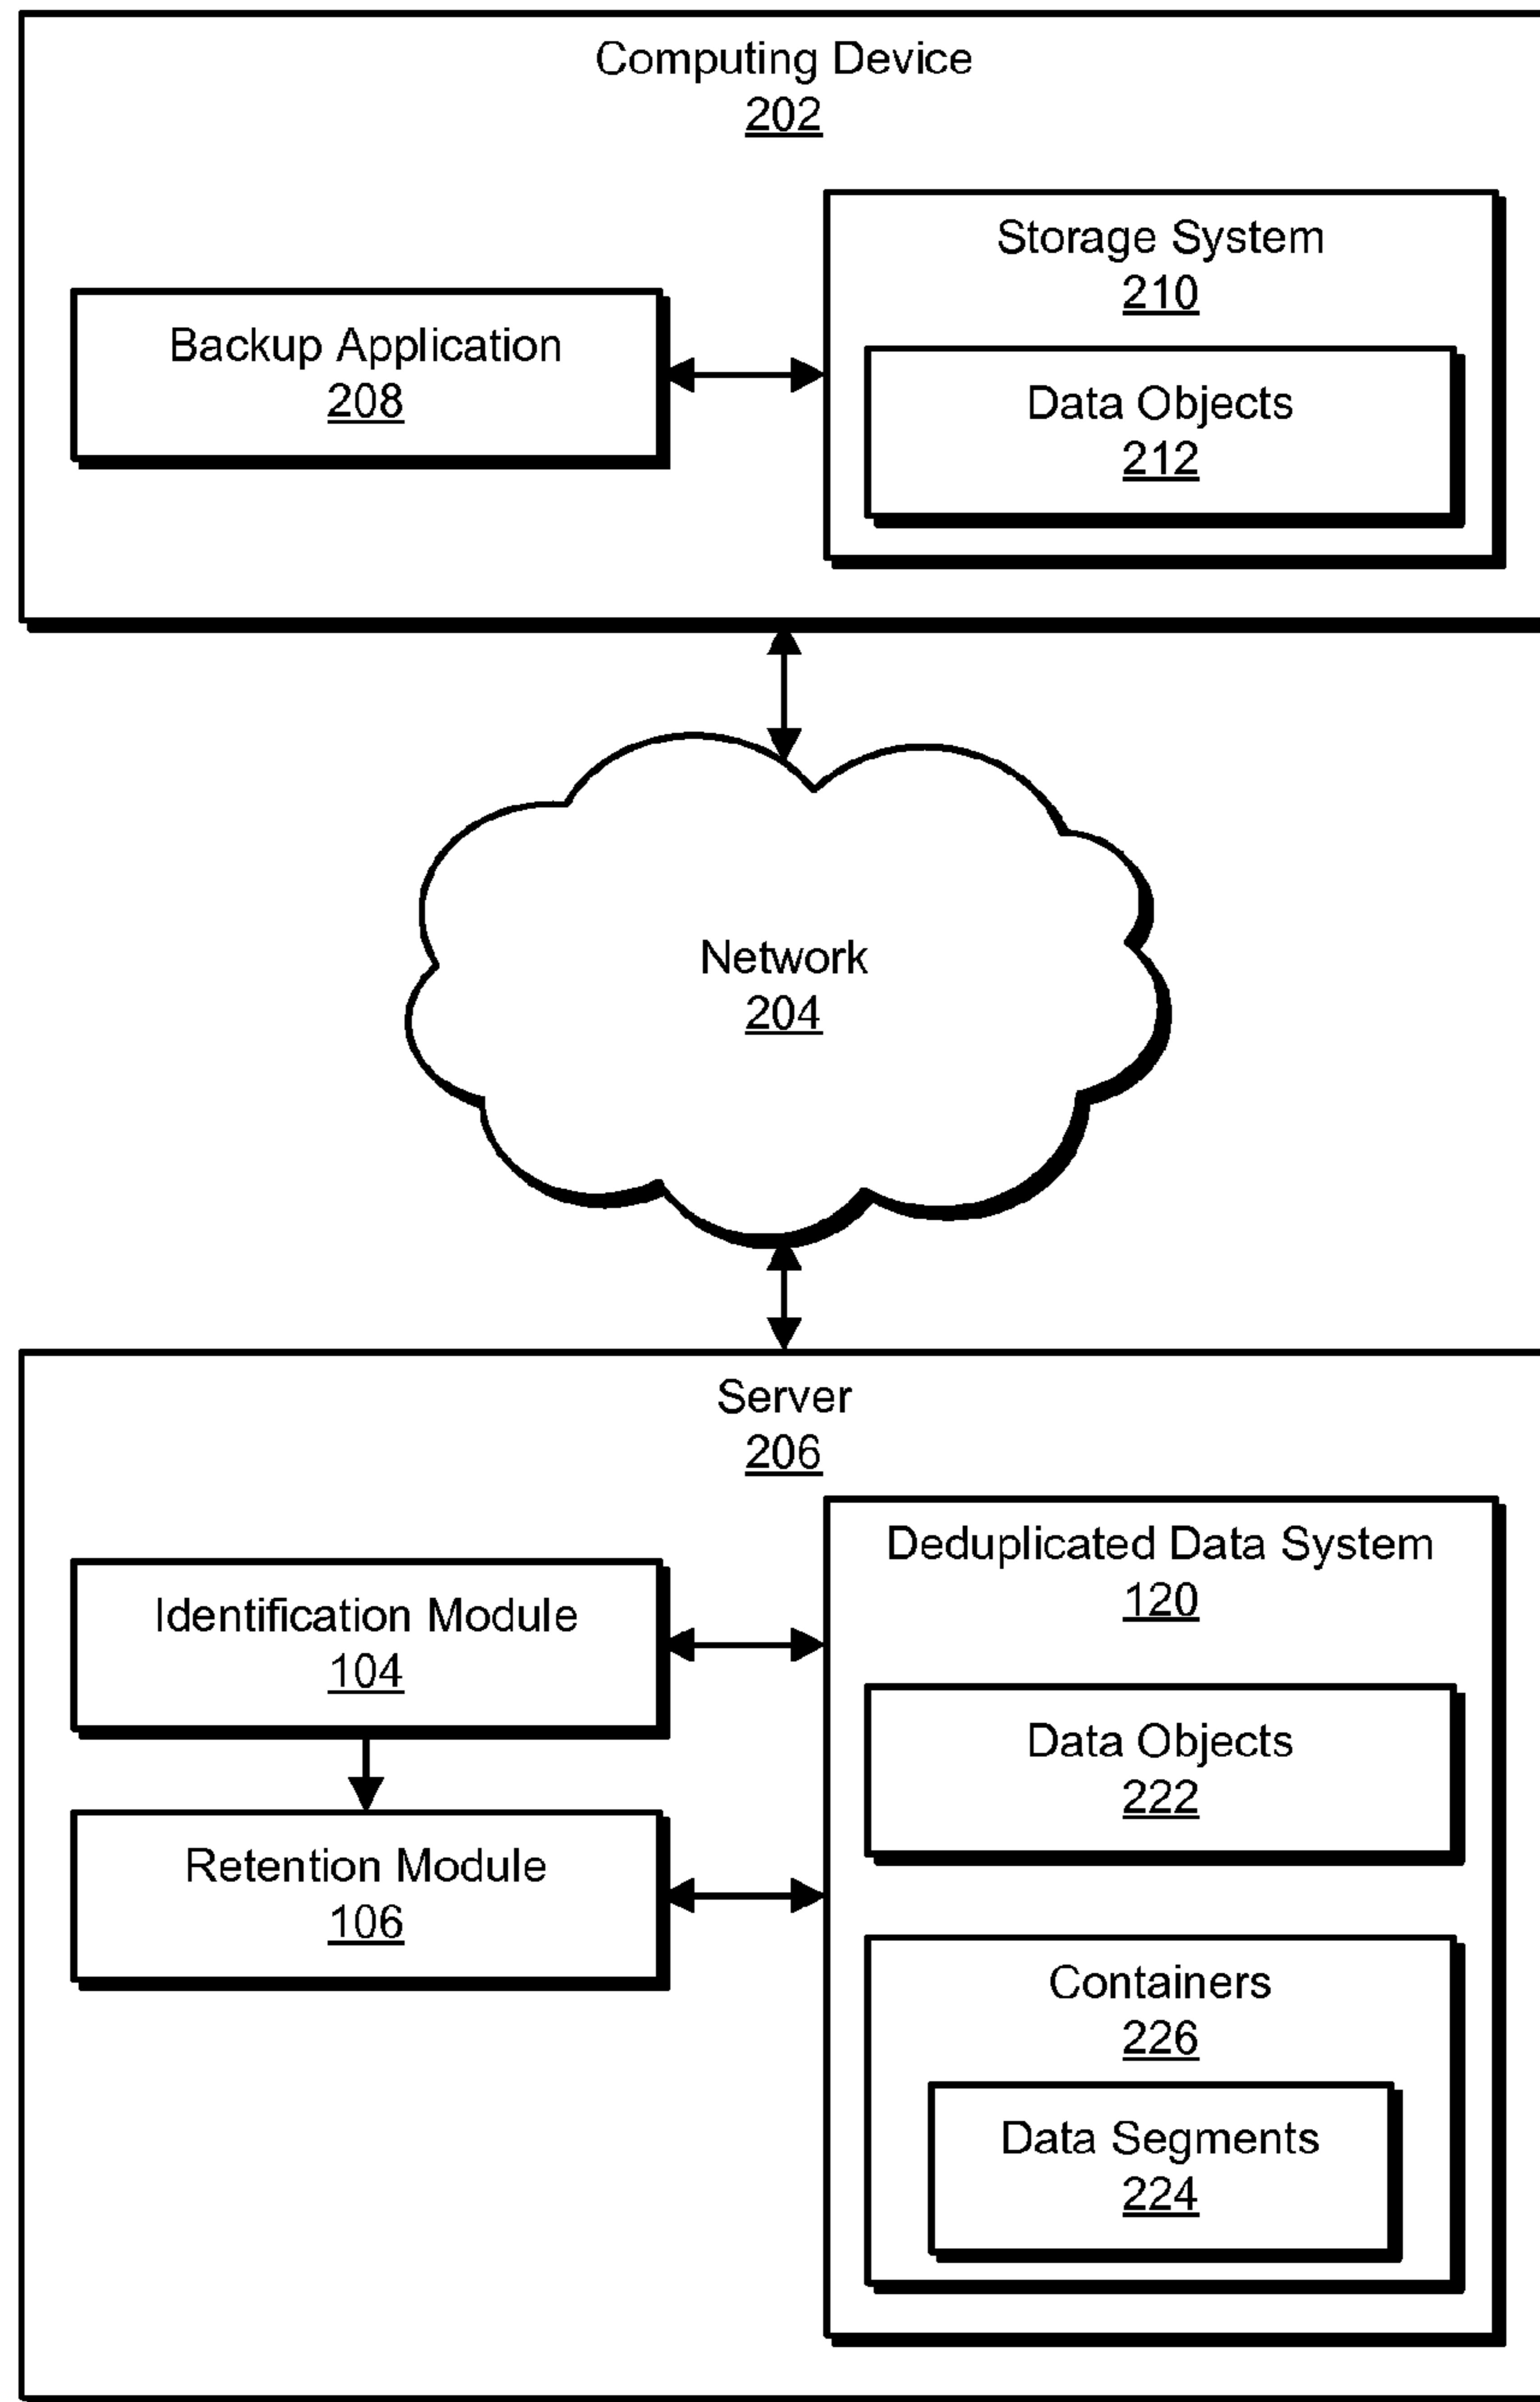 Computing Device
202
Storage System
210
Backup Application
208
Data Objects
212
Network
204
Server
206
Deduplicated Data System
120
Identification Module
104
Data Objects
222
Retention Module
106
Containers
226
Data Segments
224